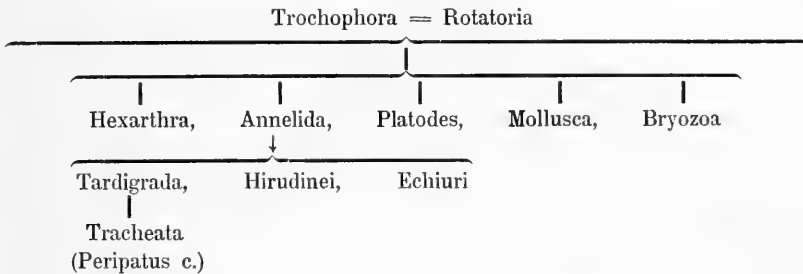 Trochophora = Rotatoria
Hexarthra, Annelida, Platodes, Mollusca, Bryozoa
Tardigrada, Hirudinei, Echiuri
Tracheata
(Peripatus c.)